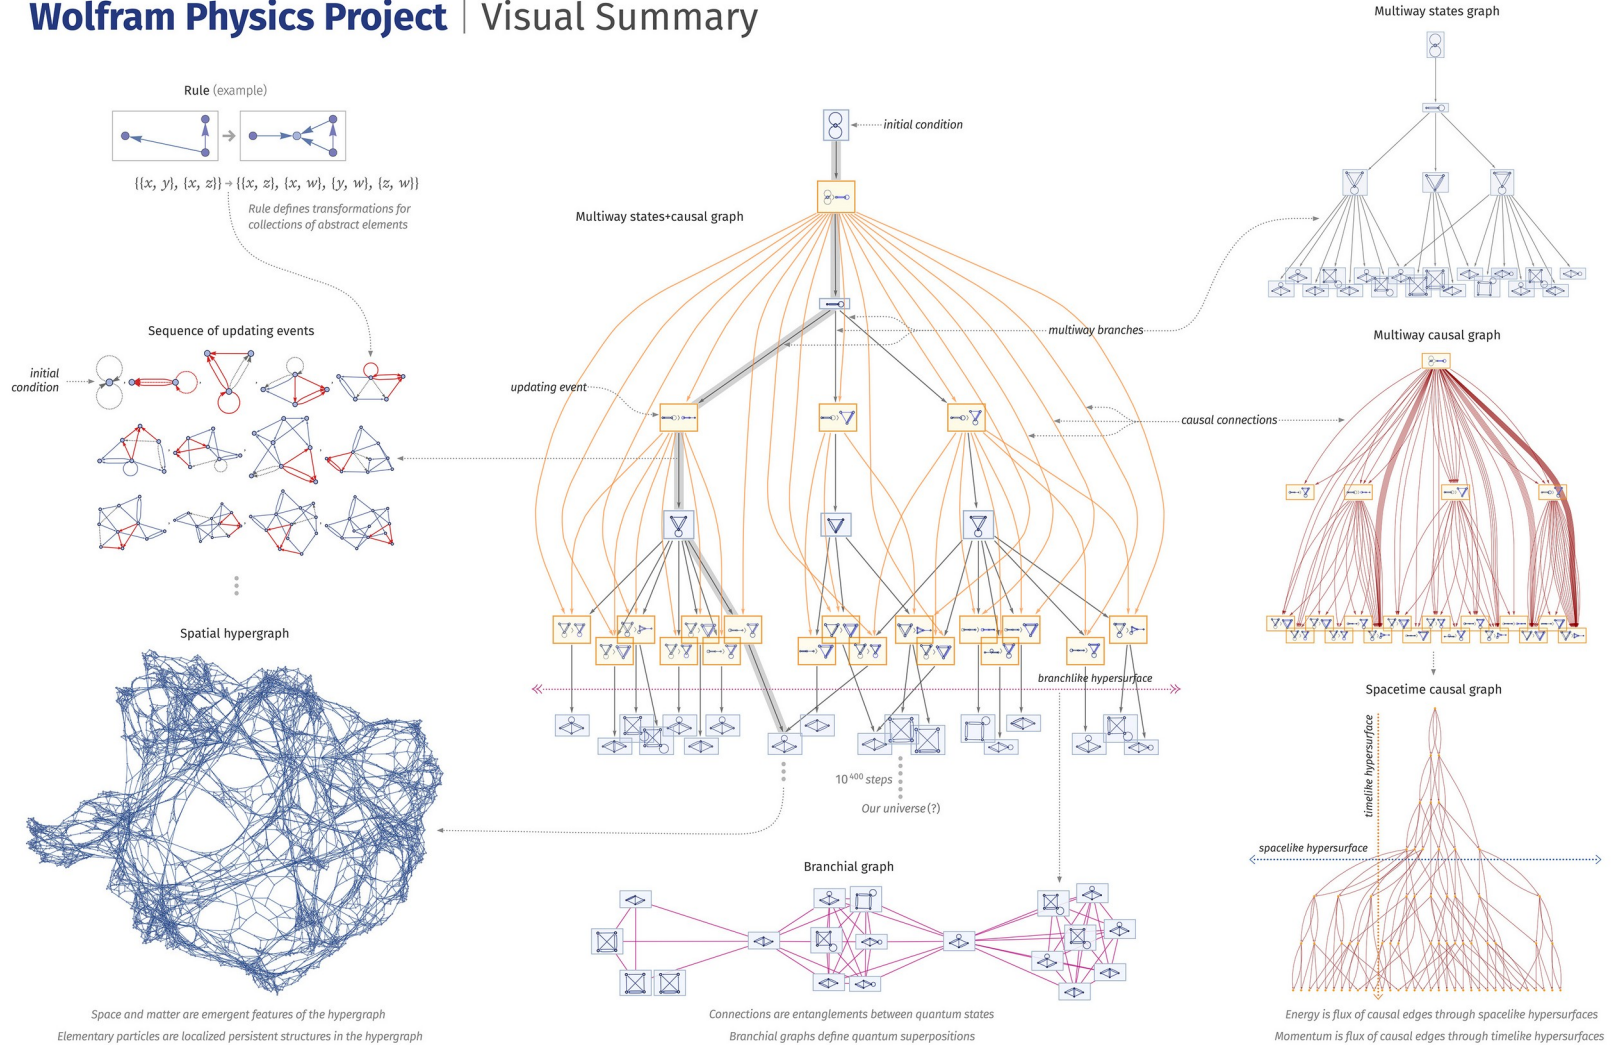 Wolfram Physics Project | Visual Summary
Rule (example)
{{x, y}, {x, z}} → {{x, z}, {x, w}, {y, w}, {z, w}}
Rule defines transformations for
collections of abstract elements
Sequence of updating events
initial
condition
Spatial hypergraph
Space and matter are emergent features of the hypergraph
Elementary particles are localized persistent structures in the hypergraph
initial condition
Multiway states+causal graph
multiway branches
updating event
causal connections
branchlike hypersurface
10^400 steps
Our universe(?)
Branchial graph
Connections are entanglements between quantum states
Branchial graphs define quantum superpositions
Multiway states graph
Multiway causal graph
Spacetime causal graph
timelike hypersurface
spacelike hypersurface
Energy is flux of causal edges through spacelike hypersurfaces
Momentum is flux of causal edges through timelike hypersurfaces